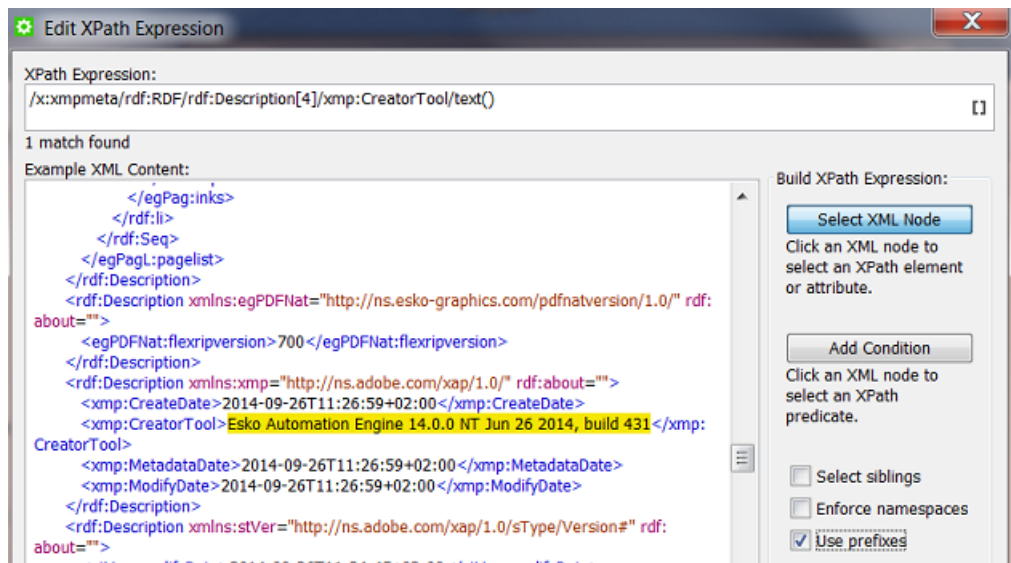 Edit XPath Expression
XPath Expression:
/x:xmpmeta/rdf:RDF/rdf:Description[4]/xmp:CreatorTool/text()
[]
1 match found
Example XML Content:
</egPag:inks>
</rdf:li>
</rdf:Seq>
</egPagL:pagelist>
</rdf:Description>
<rdf:Description xmlns:egPDFNat="http://ns.esko-graphics.com/pdfnatversion/1.0/" rdf:
about="">
<egPDFNat:flexripversion>700</egPDFNat:flexripversion>
</rdf:Description>
<rdf:Description xmlns:xmp="http://ns.adobe.com/xap/1.0/" rdf:about="">
<xmp:CreateDate>2014-09-26T11:26:59+02:00</xmp:CreateDate>
<xmp:CreatorTool>Esko Automation Engine 14.0.0 NT Jun 26 2014, build 431</xmp:
CreatorTool>
<xmp:MetadataDate>2014-09-26T11:26:59+02:00</xmp:MetadataDate>
<xmp:ModifyDate>2014-09-26T11:26:59+02:00</xmp:ModifyDate>
</rdf:Description>
<rdf:Description xmlns:stVer="http://ns.adobe.com/xap/1.0/sType/Version#" rdf:
about="">
Build XPath Expression:
Select XML Node
Click an XML node to
select an XPath element
or attribute.
Add Condition
Click an XML node to
select an XPath
predicate.
Select siblings
Enforce namespaces
Use prefixes